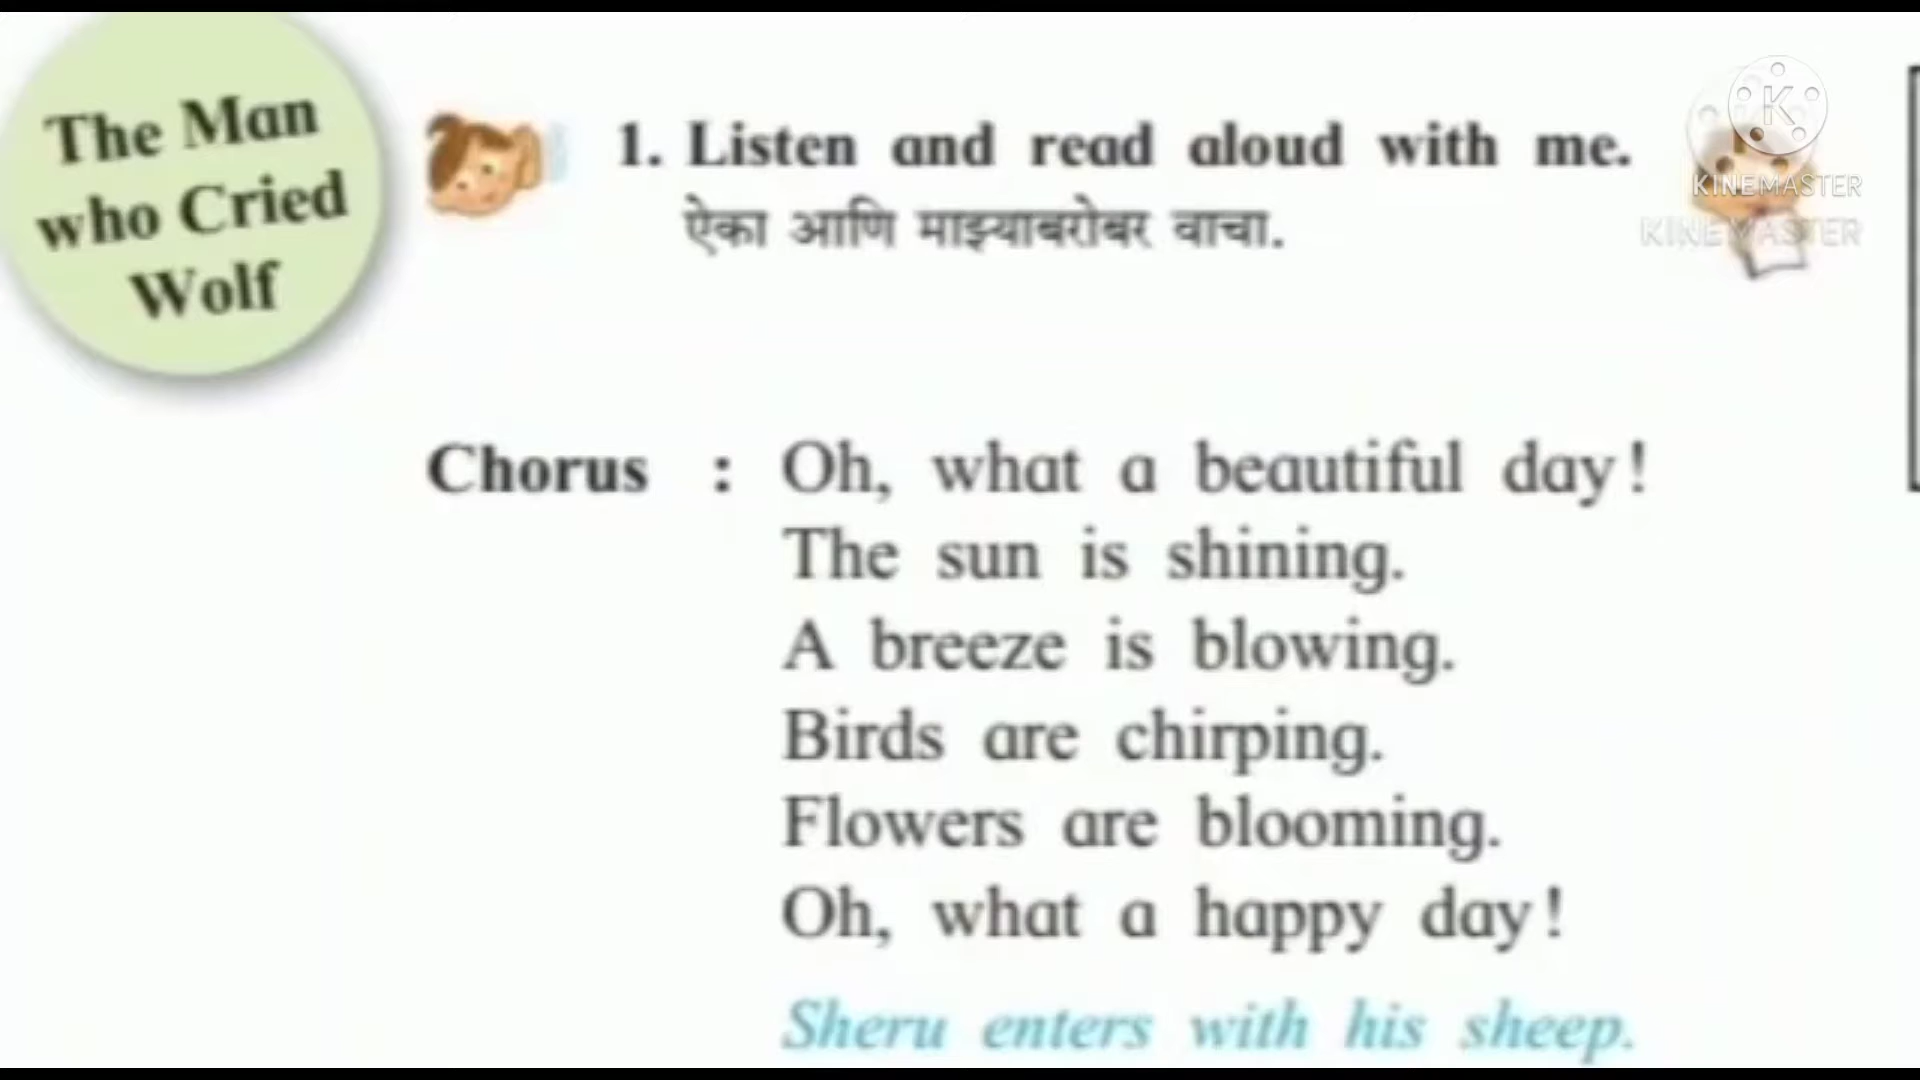 The Man
who Cried
Wolf
1. Listen and read aloud with me.
ऐका आणि माझ्याबरोबर वाचा.
K
KINEMASTER
KINEMASTER
Chorus : Oh, what a beautiful day!
The sun is shining.
A breeze is blowing.
Birds are chirping.
Flowers are blooming.
Oh, what a happy day!
Sheru enters with his sheep.